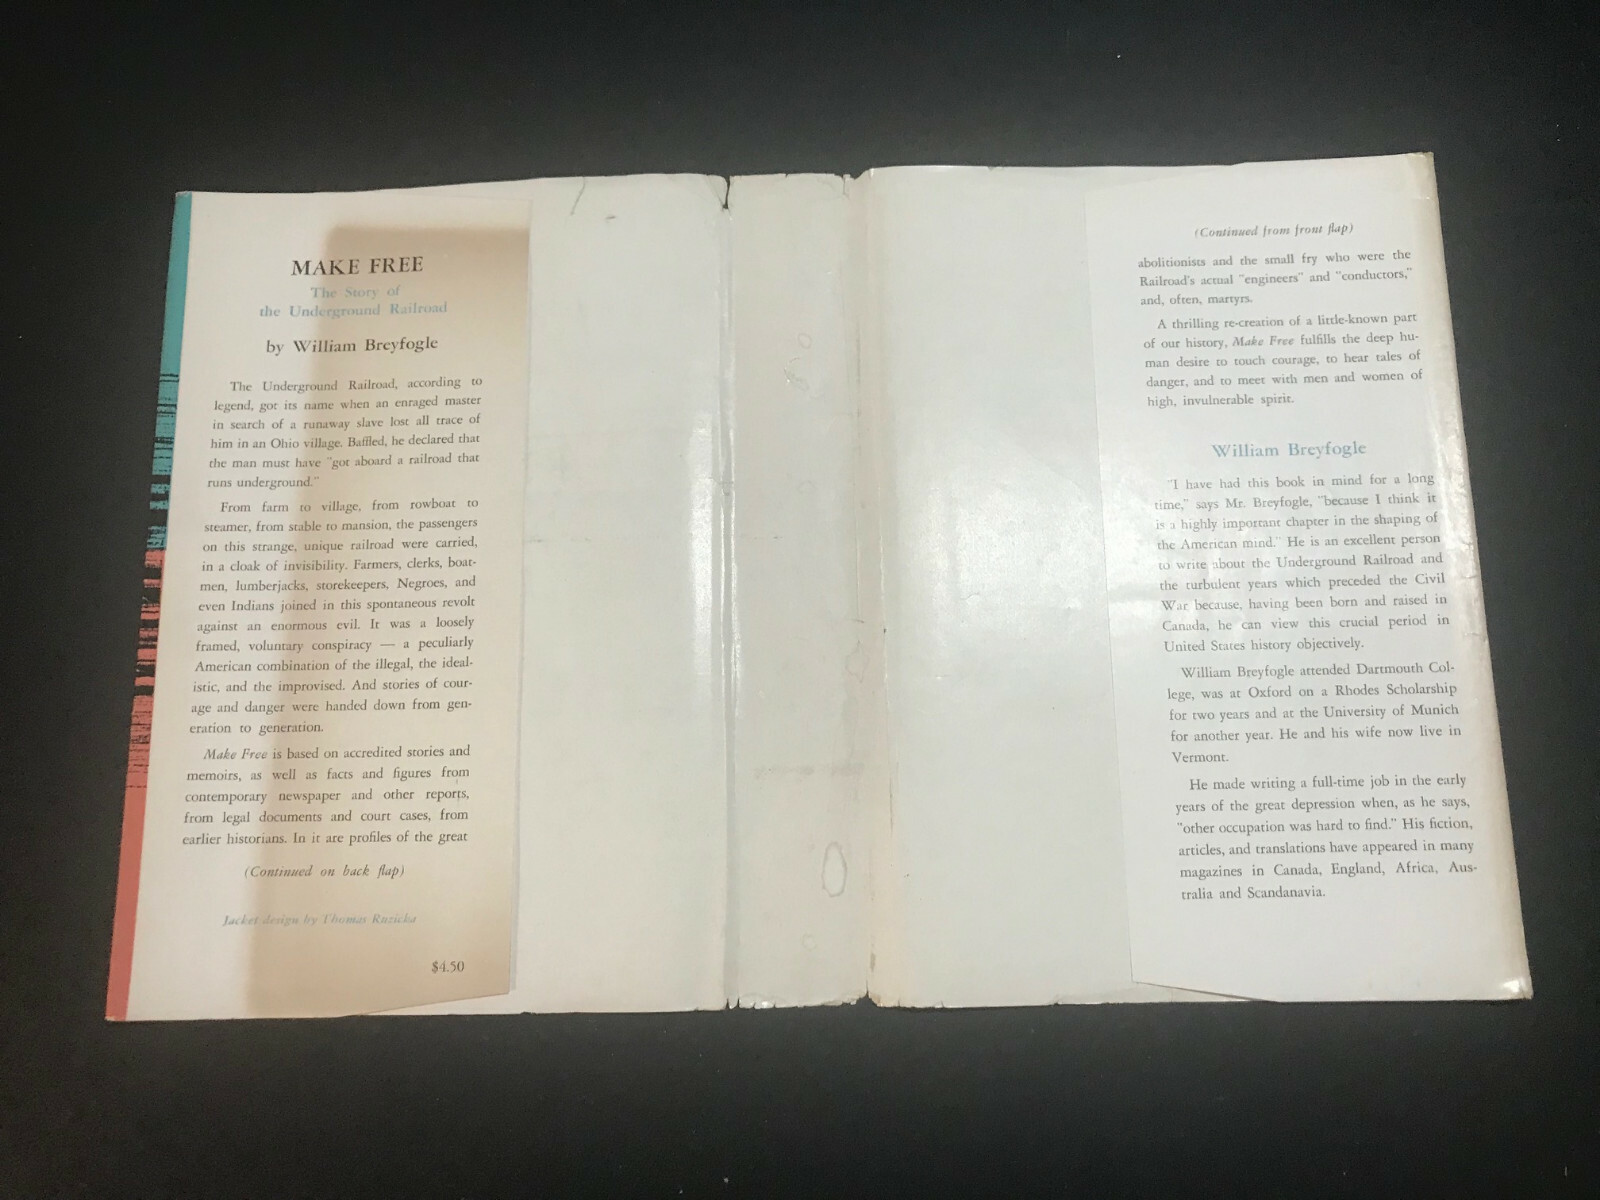 MAKE FREE
The Story of
the Underground Railroad
by William Breyfogle
The Underground Railroad, according to
legend, got its name when an enraged master
in search of a runaway slave lost all trace of
him in an Ohio village. Baffled, he declared that
the man must have "got aboard a railroad that
runs underground."
From farm to village, from rowboat to
steamer, from stable to mansion, the passengers
on this strange, unique railroad were carried,
in a cloak of invisibility. Farmers, clerks, boat-
men, lumberjacks, storekeepers, Negroes, and
even Indians joined in this spontaneous revolt
against an enormous evil. It was a loosely
framed, voluntary conspiracy — a peculiarly
American combination of the illegal, the ideal-
istic, and the improvised. And stories of cour-
age and danger were handed down from gen-
eration to generation.
Make Free is based on accredited stories and
memoirs, as well as facts and figures from
contemporary newspaper and other reports,
from legal documents and court cases, from
earlier historians. In it are profiles of the great
(Continued on back flap)
Jacket design by Thomas Ruzicka
$4.50
(Continued from front flap)
abolitionists and the small fry who were the
Railroad's actual "engineers" and "conductors,"
and, often, martyrs.
A thrilling re-creation of a little-known part
of our history, Make Free fulfills the deep hu-
man desire to touch courage, to hear tales of
danger, and to meet with men and women of
high, invulnerable spirit.
William Breyfogle
"I have had this book in mind for a long
time," says Mr. Breyfogle, "because I think it
is a highly important chapter in the shaping of
the American mind." He is an excellent person
to write about the Underground Railroad and
the turbulent years which preceded the Civil
War because, having been born and raised in
Canada, he can view this crucial period in
United States history objectively.
William Breyfogle attended Dartmouth Col-
lege, was at Oxford on a Rhodes Scholarship
for two years and at the University of Munich
for another year. He and his wife now live in
Vermont.
He made writing a full-time job in the early
years of the great depression when, as he says,
"other occupation was hard to find." His fiction,
articles, and translations have appeared in many
magazines in Canada, England, Africa, Aus-
tralia and Scandanavia.